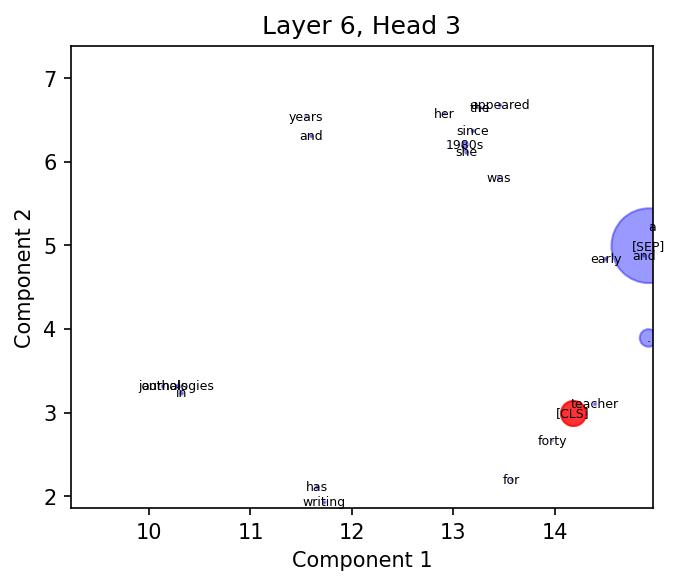 Layer 6, Head 3
7
appeared
the
years
her
since
and
1980s
she
6
was
a
5
[SEP]
and
early
4
.
journals
anthologies
in
teacher
3
[CLS]
forty
for
has
2
writing
10 11 12 13 14
Component 1
Component 2